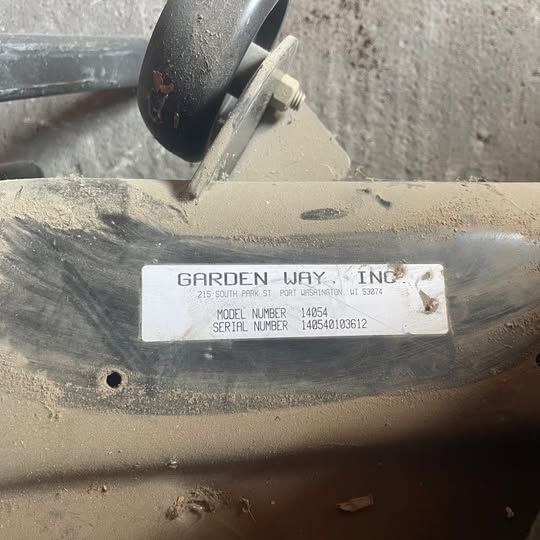 GARDEN WAY, INC.
215 SOUTH PARK ST PORT WASHINGTON, WI 53074
MODEL NUMBER 14054
SERIAL NUMBER 140540103612